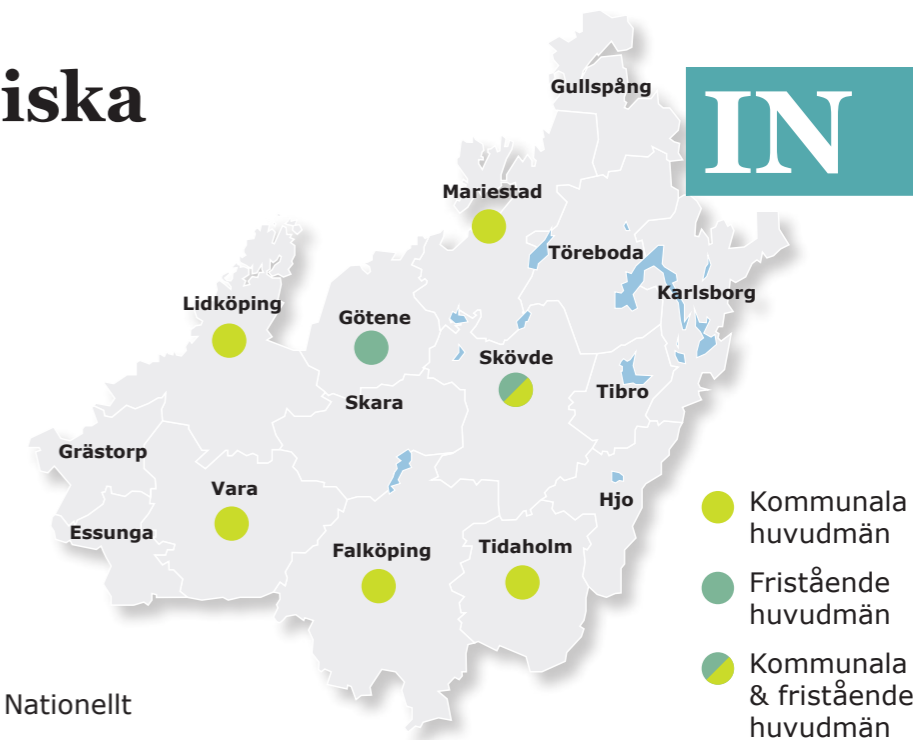 iska
IN
Gullspång
Mariestad
Töreboda
Karlsborg
Lidköping
Götene
Skövde
Tibro
Skara
Grästorp
Vara
Hjo
Essunga
Falköping
Tidaholm
Kommunala
huvudmän
Fristående
huvudmän
Kommunala
& fristående
huvudmän
Nationellt